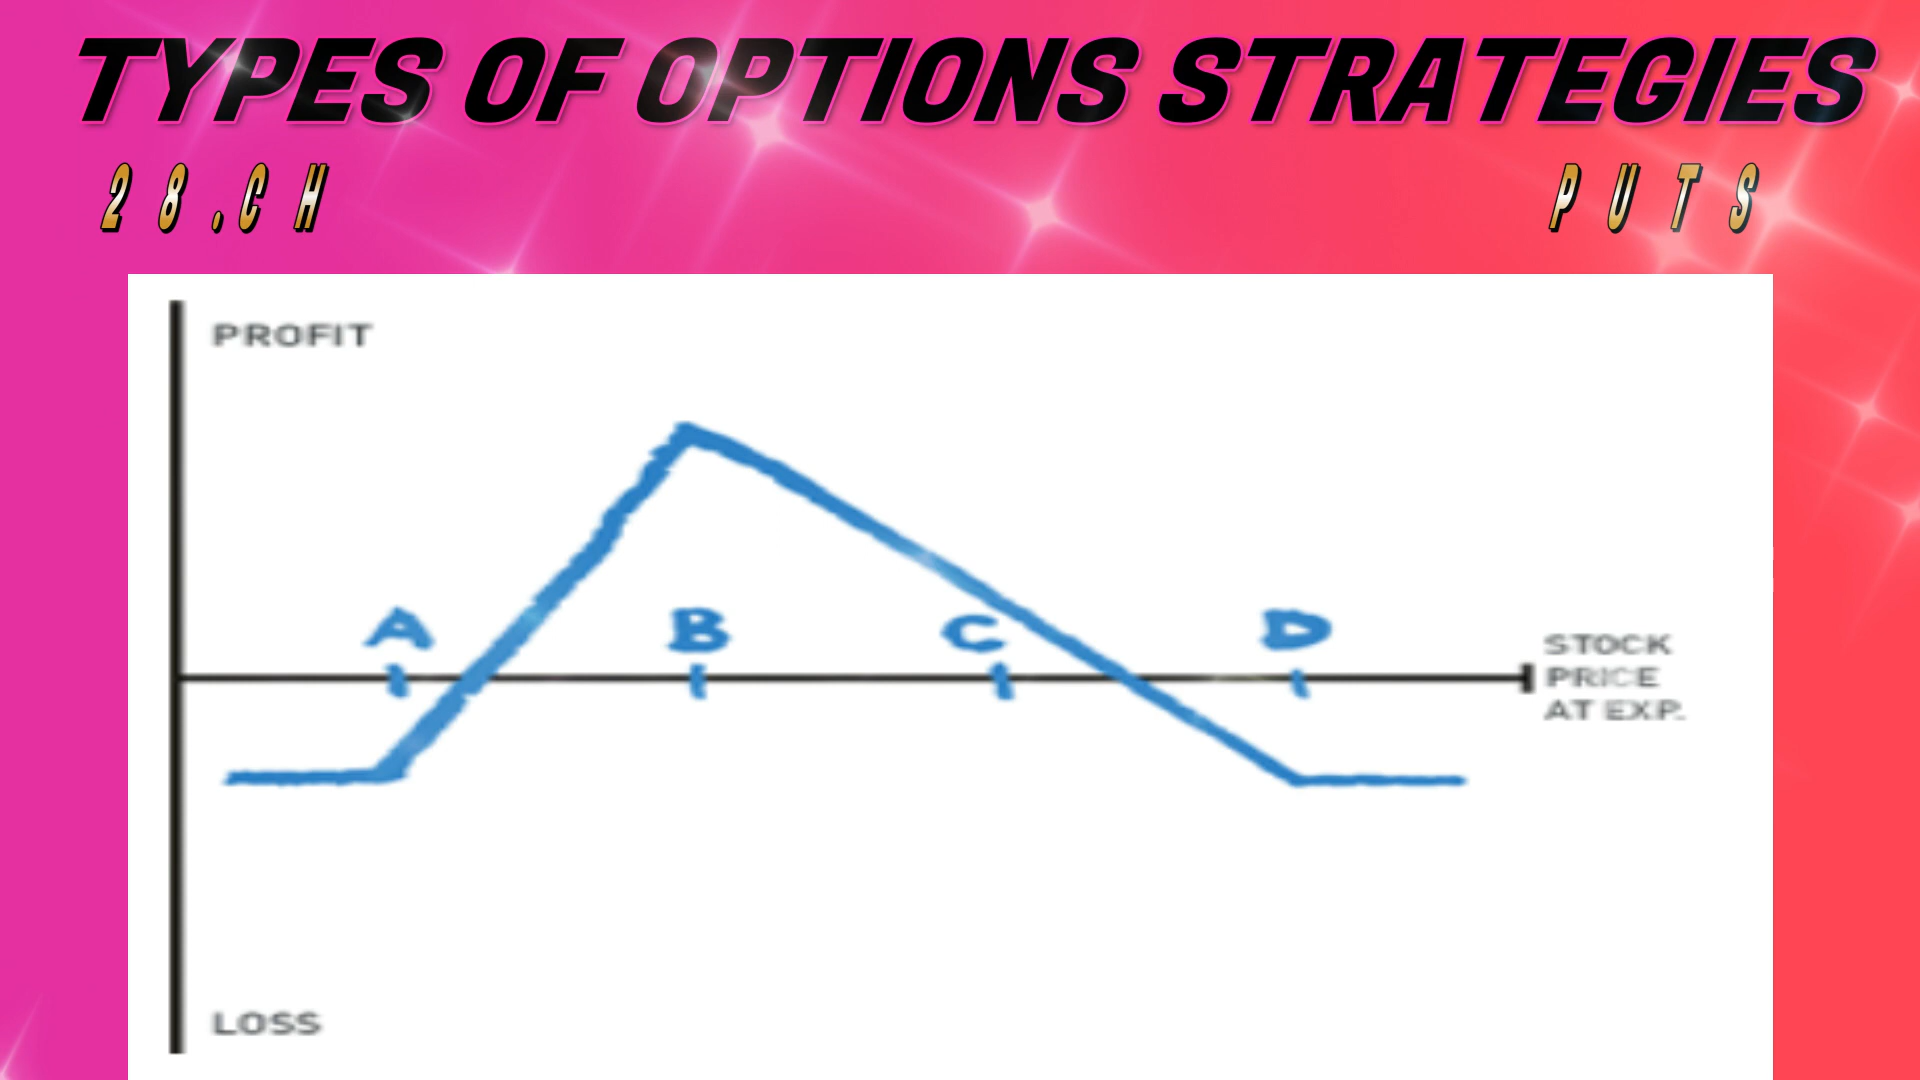 TYPES OF OPTIONS STRATEGIES
28.CH
PUTS
PROFIT
A
B
C
D
STOCK
PRICE
AT EXP.
LOSS